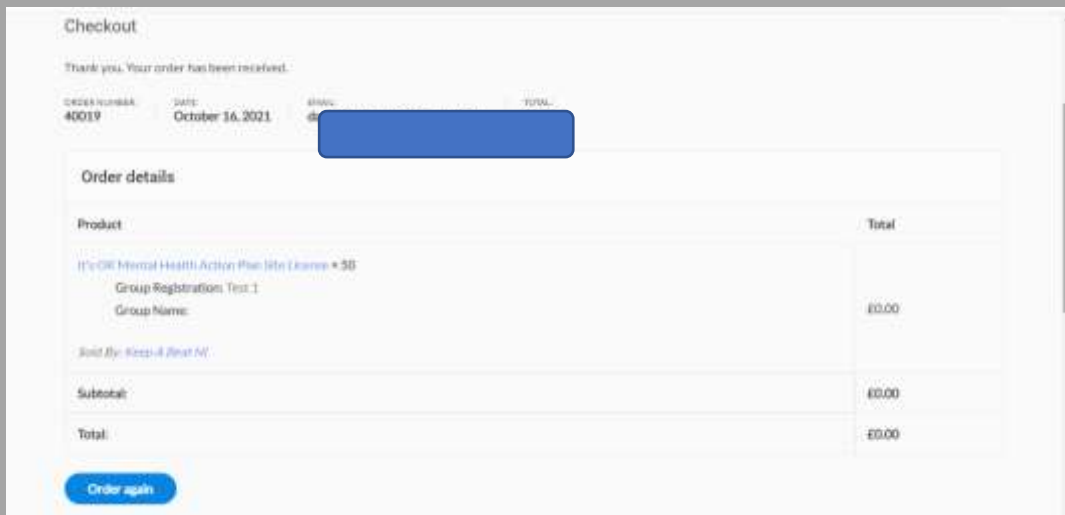 Checkout
Thank you. Your order has been received.
ORDER NUMBER: DATE: EMAIL: TOTAL:
40019 October 16, 2021
Order details
Product Total
It's OK Mental Health Action Plan Site License × 50
Group Registration: Test 1
Group Name:
£0.00
Sold By: Keep A Beat NI
Subtotal: £0.00
Total: £0.00
Order again